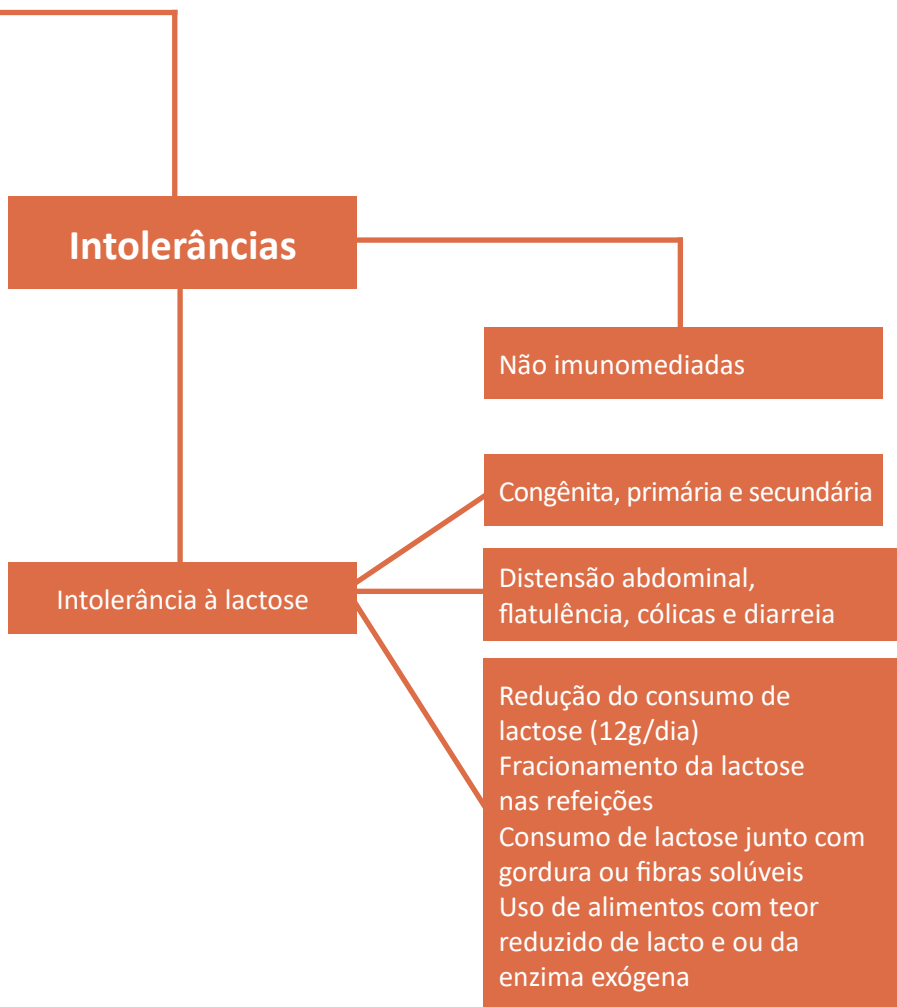 Intolerâncias
Não imunomediadas
Congênita, primária e secundária
Intolerância à lactose
Distensão abdominal,
flatulência, cólicas e diarreia
Redução do consumo de
lactose (12g/dia)
Fracionamento da lactose
nas refeições
Consumo de lactose junto com
gordura ou fibras solúveis
Uso de alimentos com teor
reduzido de lacto e ou da
enzima exógena